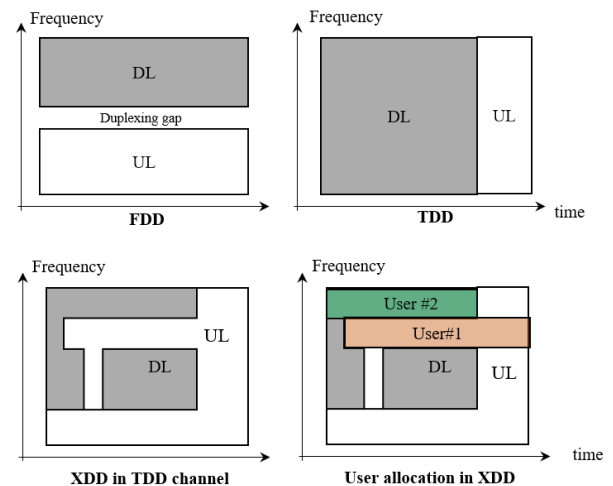 Frequency
DL
Duplexing gap
UL
FDD
Frequency
DL
UL
time
TDD
Frequency
UL
DL
XDD in TDD channel
Frequency
User #2
User#1
DL
UL
time
User allocation in XDD